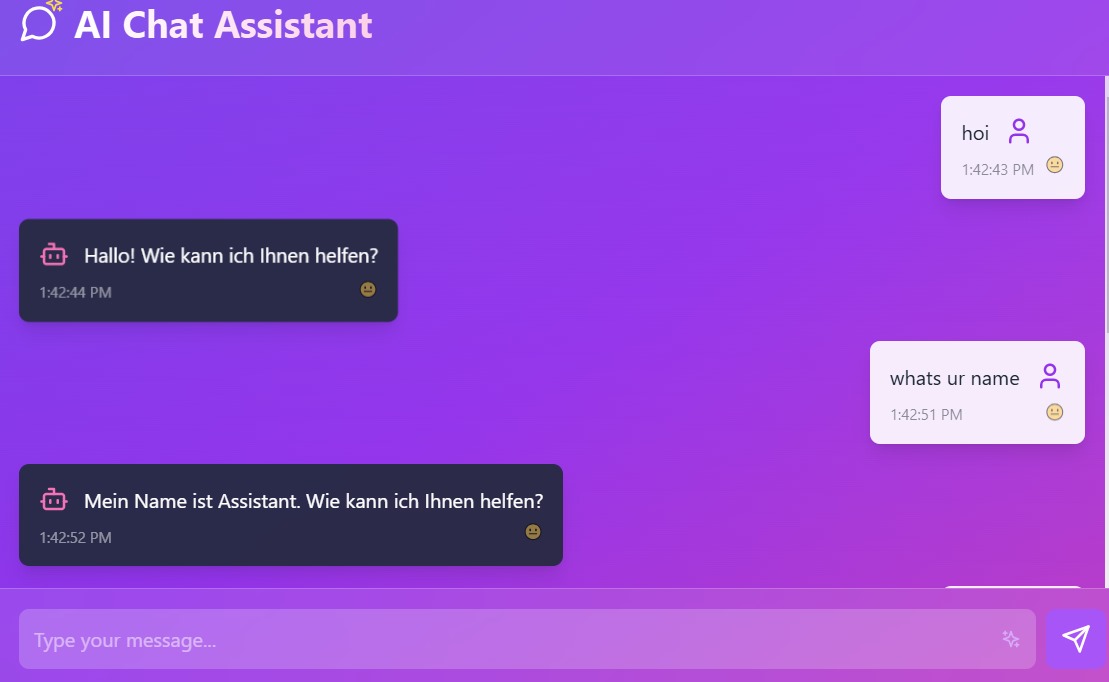 AI Chat Assistant
hoi
1:42:43 PM
Hallo! Wie kann ich Ihnen helfen?
1:42:44 PM
whats ur name
1:42:51 PM
Mein Name ist Assistant. Wie kann ich Ihnen helfen?
1:42:52 PM
Type your message...